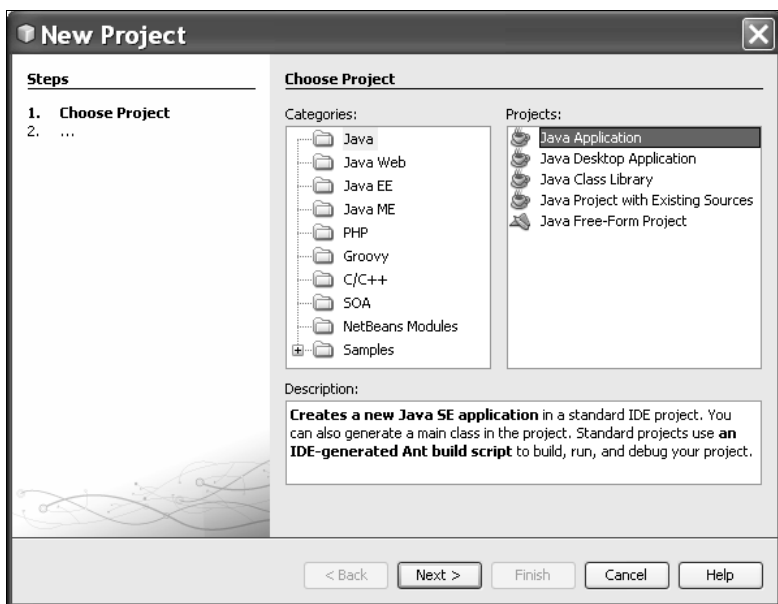 New Project
Steps
1. Choose Project
2. ...
Choose Project
Categories:
Java
Java Web
Java EE
Java ME
PHP
Groovy
C/C++
SOA
NetBeans Modules
Samples
Projects:
Java Application
Java Desktop Application
Java Class Library
Java Project with Existing Sources
Java Free-Form Project
Description:
Creates a new Java SE application in a standard IDE project. You
can also generate a main class in the project. Standard projects use an
IDE-generated Ant build script to build, run, and debug your project.
< Back
Next >
Finish
Cancel
Help